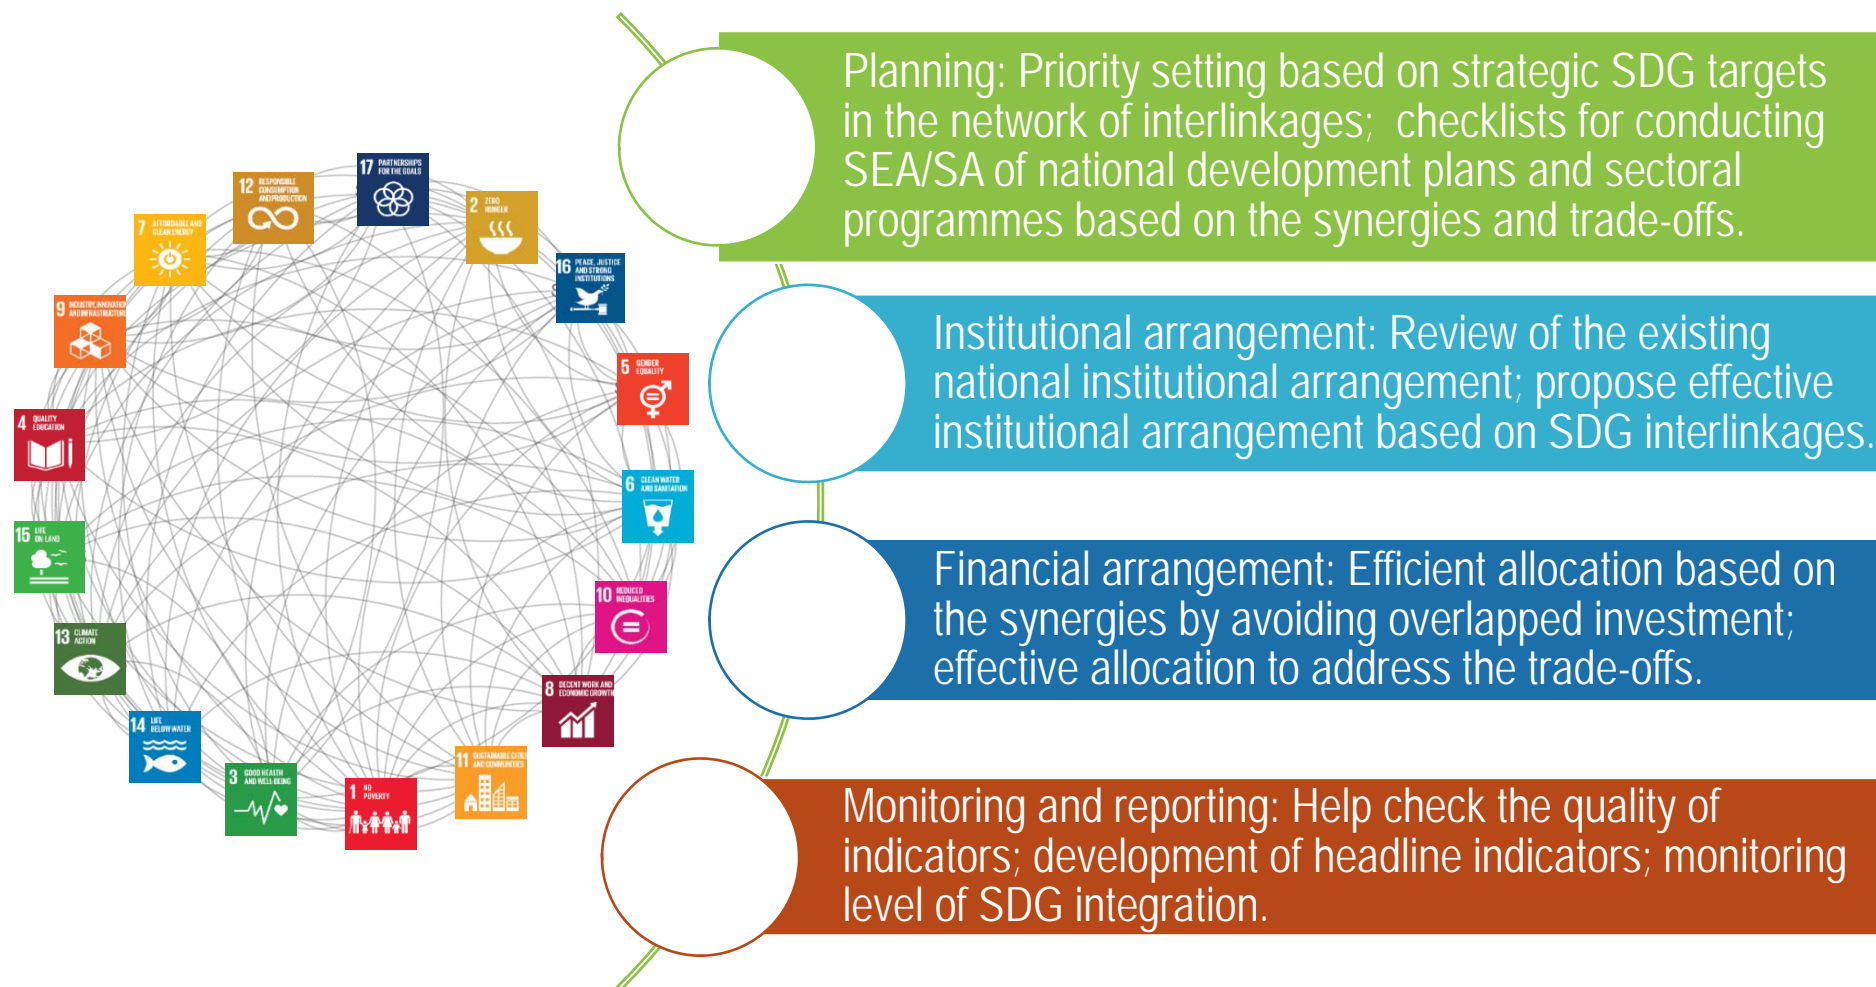 17 PARTNERSHIPS
FOR THE GOALS
12 RESPONSIBLE
CONSUMPTION
AND PRODUCTION
2 ZERO
HUNGER
7 AFFORDABLE AND
CLEAN ENERGY
16 PEACE, JUSTICE
AND STRONG
INSTITUTIONS
9 INDUSTRY, INNOVATION
AND INFRASTRUCTURE
5 GENDER
EQUALITY
4 QUALITY
EDUCATION
6 CLEAN WATER
AND SANITATION
15 LIFE
ON LAND
10 REDUCED
INEQUALITIES
13 CLIMATE
ACTION
8 DECENT WORK AND
ECONOMIC GROWTH
14 LIFE
BELOW WATER
11 SUSTAINABLE CITIES
AND COMMUNITIES
3 GOOD HEALTH
AND WELL-BEING
1 NO
POVERTY
Planning: Priority setting based on strategic SDG targets
in the network of interlinkages; checklists for conducting
SEA/SA of national development plans and sectoral
programmes based on the synergies and trade-offs.
Institutional arrangement: Review of the existing
national institutional arrangement; propose effective
institutional arrangement based on SDG interlinkages.
Financial arrangement: Efficient allocation based on
the synergies by avoiding overlapped investment;
effective allocation to address the trade-offs.
Monitoring and reporting: Help check the quality of
indicators; development of headline indicators; monitoring
level of SDG integration.